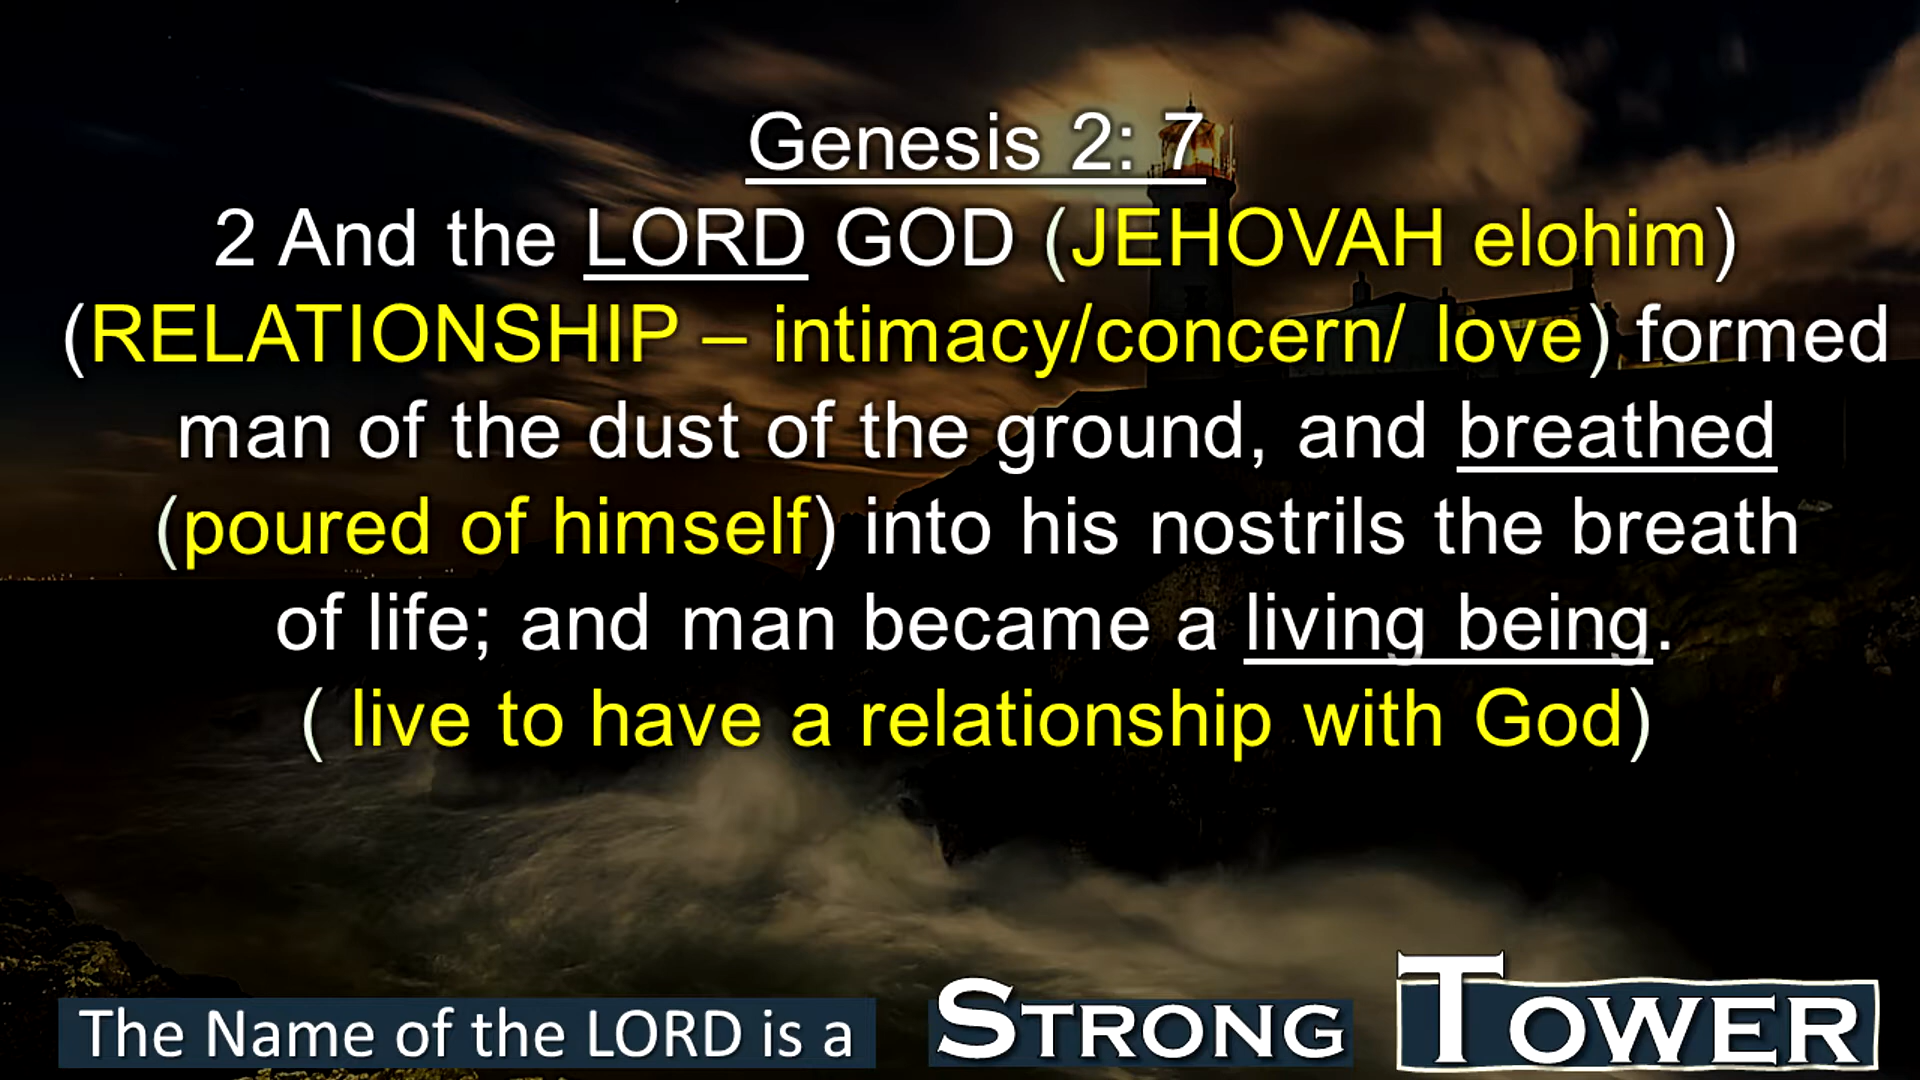 Genesis 2: 7
2 And the LORD GOD (JEHOVAH elohim)
(RELATIONSHIP – intimacy/concern/ love) formed
man of the dust of the ground, and breathed
(poured of himself) into his nostrils the breath
of life; and man became a living being.
( live to have a relationship with God)
The Name of the LORD is a STRONG TOWER